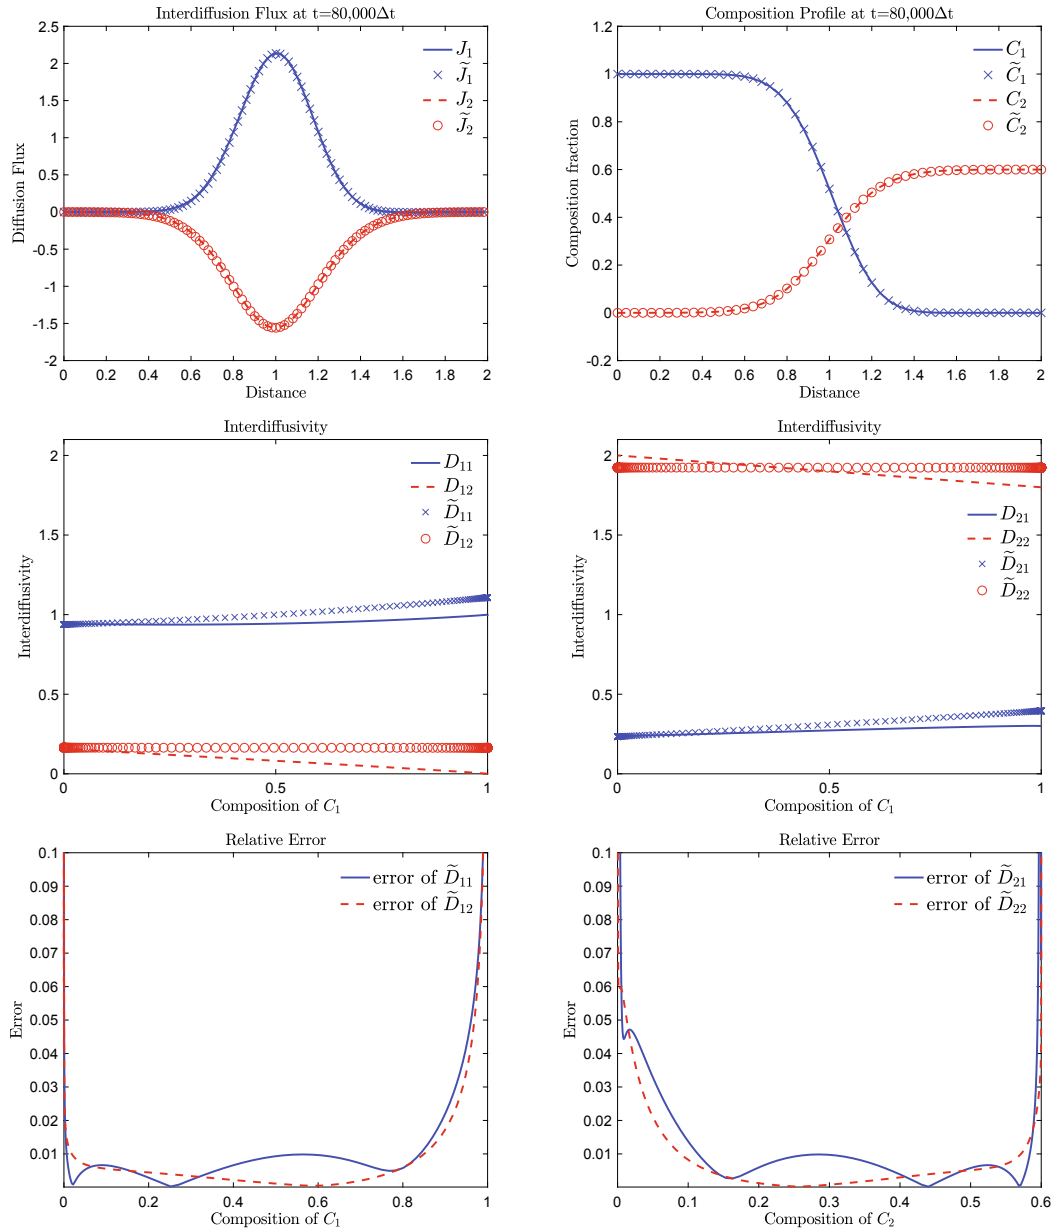 Interdiffusion Flux at t=80,000Δt
2.5
2
1.5
1
0.5
0
-0.5
-1
-1.5
-2
Diffusion Flux
J₁
J̃₁
J₂
J̃₂
0 0.2 0.4 0.6 0.8 1 1.2 1.4 1.6 1.8 2
Distance
Composition Profile at t=80,000Δt
1.2
1
0.8
0.6
0.4
0.2
0
-0.2
Composition fraction
C₁
C̃₁
C₂
C̃₂
0 0.2 0.4 0.6 0.8 1 1.2 1.4 1.6 1.8 2
Distance
Interdiffusivity
2
1.5
1
0.5
0
Interdiffusivity
D₁₁
D₁₂
D̃₁₁
D̃₁₂
0 0.5 1
Composition of C₁
Interdiffusivity
2
1.5
1
0.5
0
Interdiffusivity
D₂₁
D₂₂
D̃₂₁
D̃₂₂
0 0.5 1
Composition of C₁
Relative Error
0.1
0.09
0.08
0.07
0.06
0.05
0.04
0.03
0.02
0.01
Error
error of D̃₁₁
error of D̃₁₂
0 0.2 0.4 0.6 0.8 1
Composition of C₁
Relative Error
0.1
0.09
0.08
0.07
0.06
0.05
0.04
0.03
0.02
0.01
Error
error of D̃₂₁
error of D̃₂₂
0 0.1 0.2 0.3 0.4 0.5 0.6
Composition of C₂